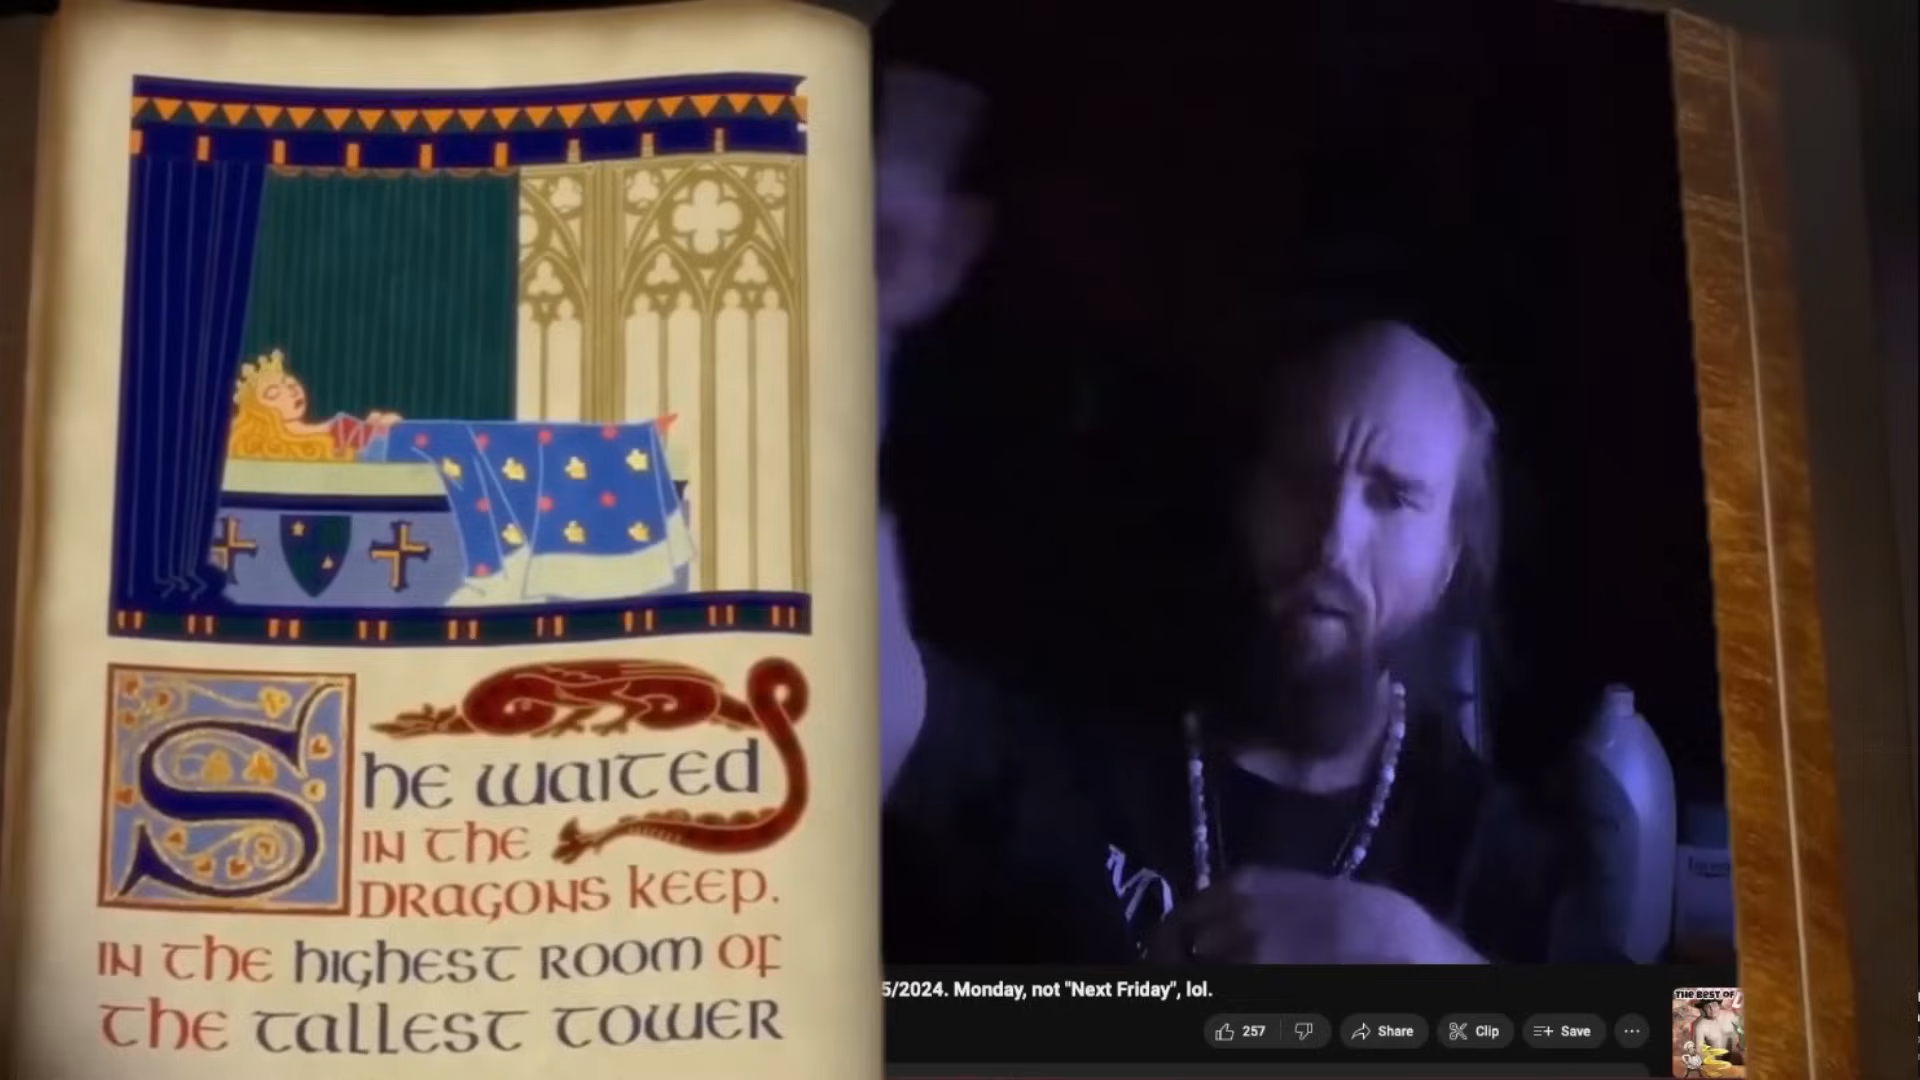 She waited
in the
dragons keep.
in the highest room of
the tallest tower
5/2024. Monday, not "Next Friday", lol.
257
Share
Clip
Save
THE BEST OF